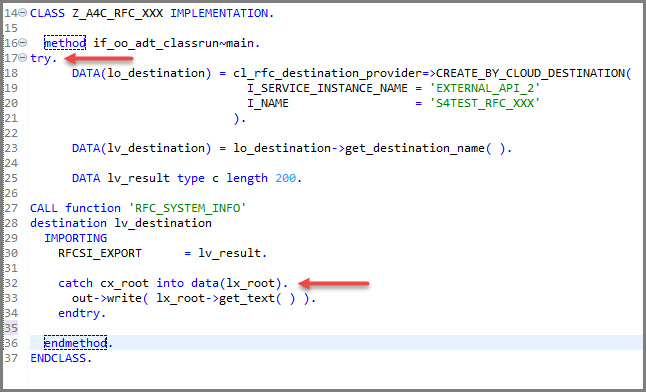 14 CLASS Z_A4C_RFC_XXX IMPLEMENTATION.
15
16 method if_oo_adt_classrun~main.
17 try.
18 DATA(lo_destination) = cl_rfc_destination_provider=>CREATE_BY_CLOUD_DESTINATION(
19 I_SERVICE_INSTANCE_NAME = 'EXTERNAL_API_2'
20 I_NAME = 'S4TEST_RFC_XXX'
21 ).
22
23 DATA(lv_destination) = lo_destination->get_destination_name( ).
24
25 DATA lv_result type c length 200.
26
27 CALL function 'RFC_SYSTEM_INFO'
28 destination lv_destination
29 IMPORTING
30 RFCSI_EXPORT = lv_result.
31
32 catch cx_root into data(lx_root).
33 out->write( lx_root->get_text( ) ).
34 endtry.
35
36 endmethod.
37 ENDCLASS.